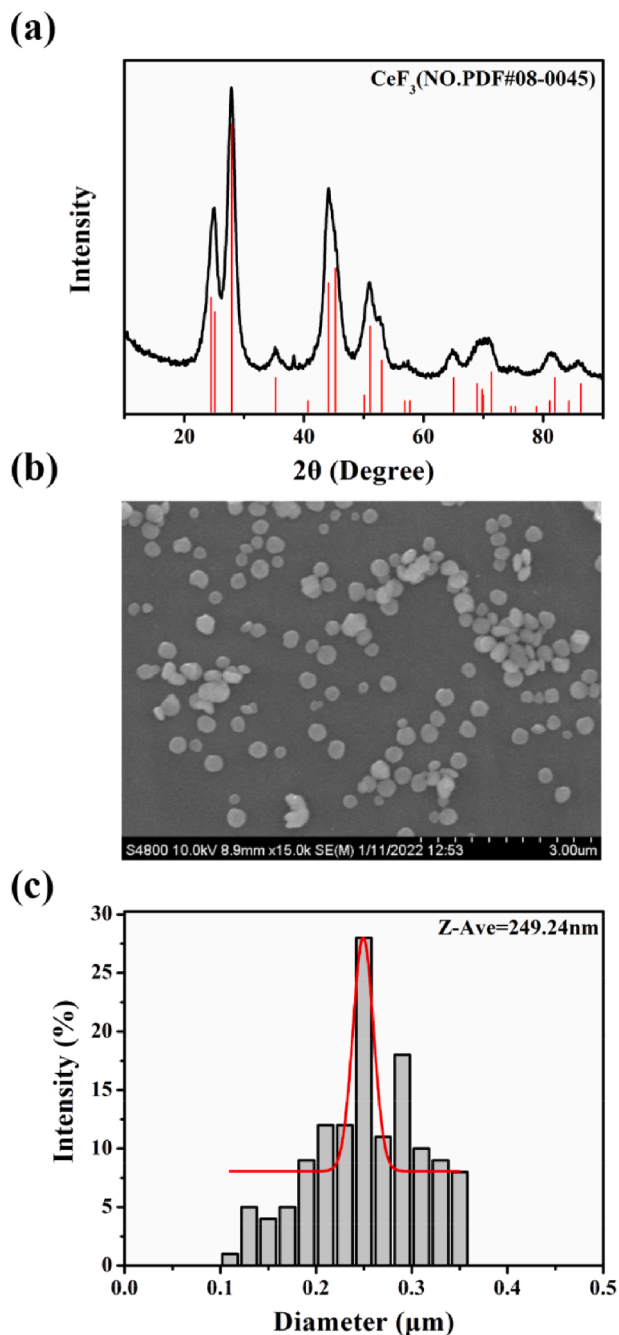 (a)
CeF3(NO.PDF#08-0045)
Intensity
20
40
60
80
2θ (Degree)
(b)
S4800 10.0kV 8.9mm x15.0k SE(M) 1/11/2022 12:53
3.00um
(c)
Z-Ave=249.24nm
Intensity (%)
30
25
20
15
10
5
0
0.0
0.1
0.2
0.3
0.4
0.5
Diameter (μm)